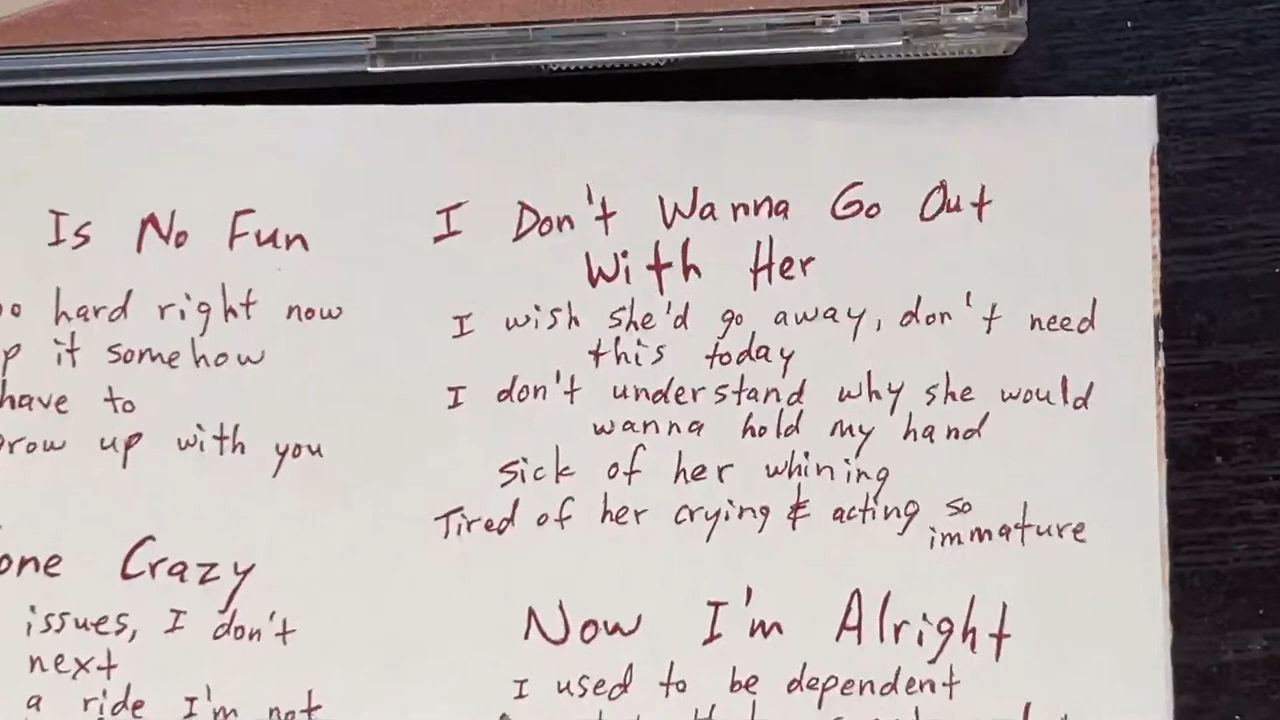 Is No Fun
hard right now
it somehow
have to
up with you
Crazy
issues, I don't
next
a ride I'm not
I Don't Wanna Go Out
With Her
I wish she'd go away, don't need
this today
I don't understand why she would
wanna hold my hand
sick of her whining
Tired of her crying & acting so
immature
Now I'm Alright
I used to be dependent